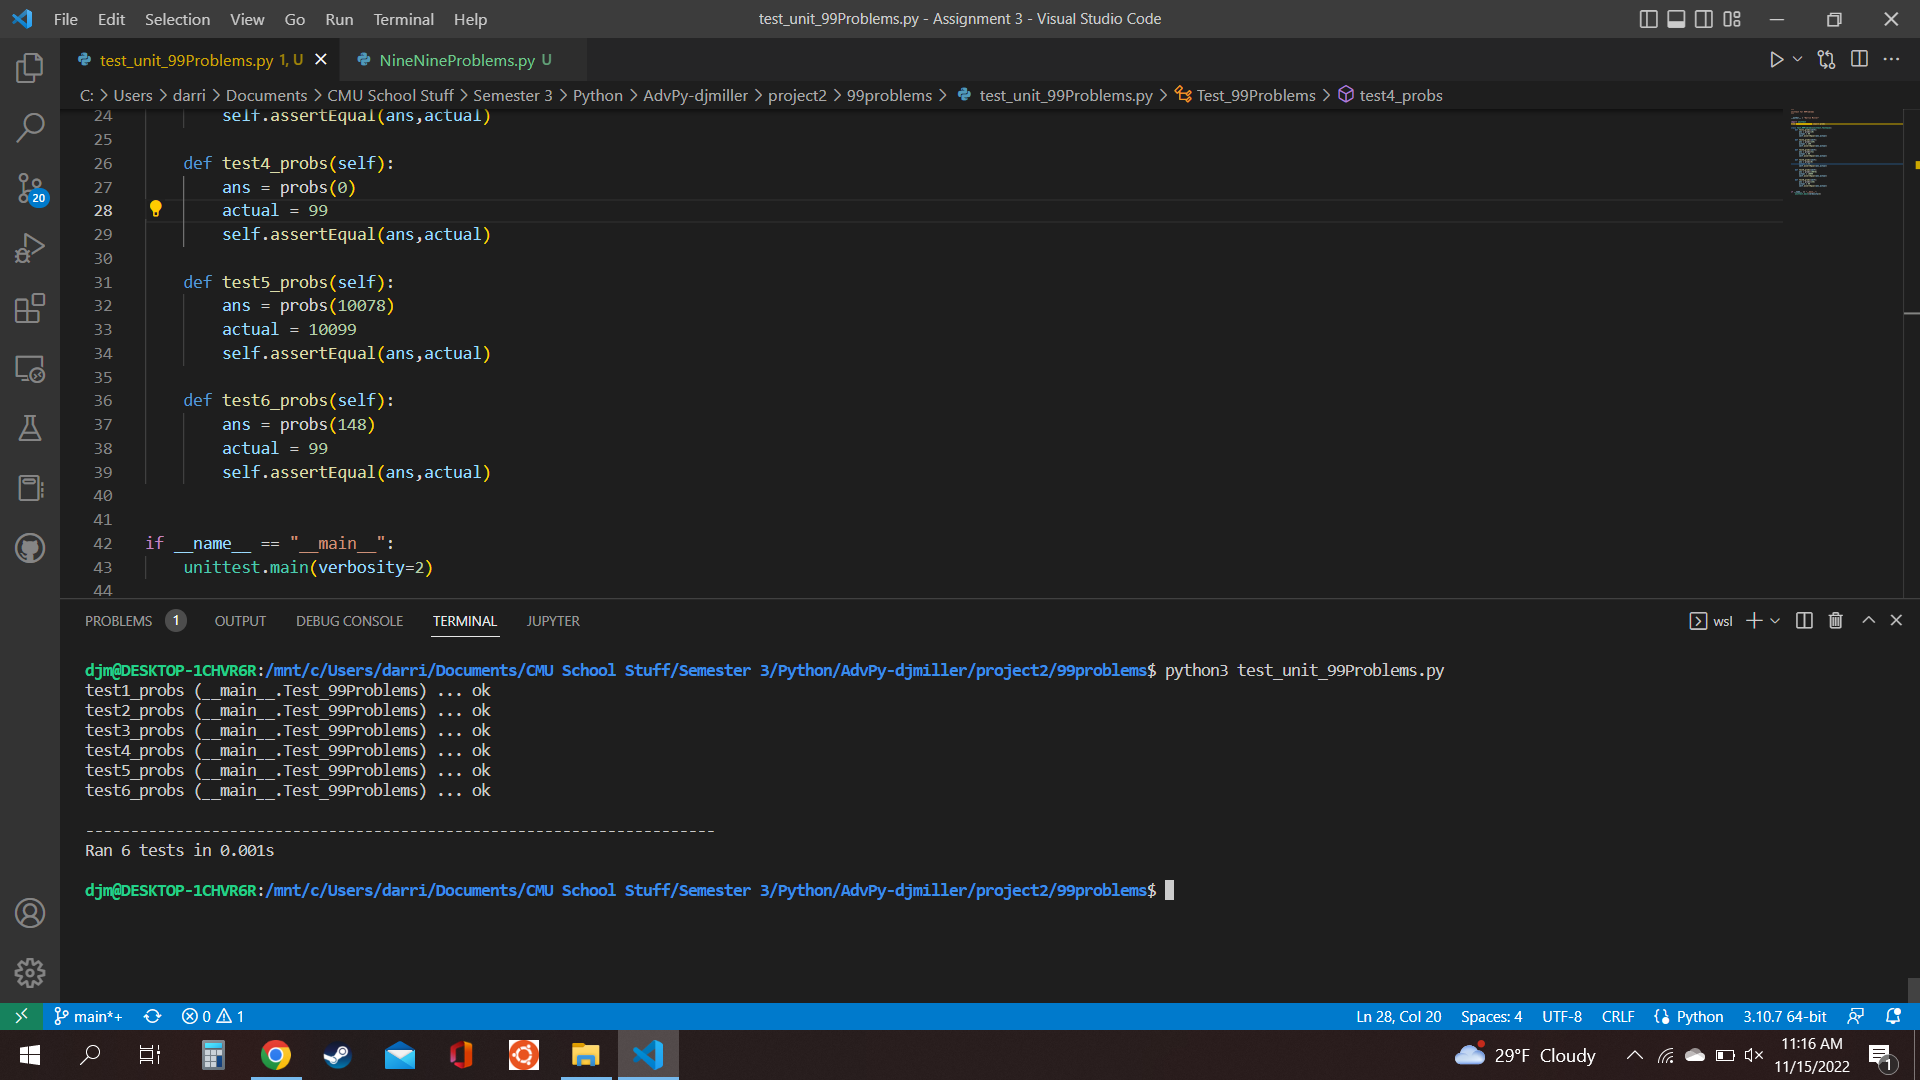 File Edit Selection View Go Run Terminal Help test_unit_99Problems.py - Assignment 3 - Visual Studio Code
test_unit_99Problems.py 1, U NineNineProblems.py U
C: > Users > darri > Documents > CMU School Stuff > Semester 3 > Python > AdvPy-djmiller > project2 > 99problems > test_unit_99Problems.py > Test_99Problems > test4_probs
24 self.assertEqual(ans,actual)
25
26 def test4_probs(self):
27 ans = probs(0)
28 actual = 99
29 self.assertEqual(ans,actual)
30
31 def test5_probs(self):
32 ans = probs(10078)
33 actual = 10099
34 self.assertEqual(ans,actual)
35
36 def test6_probs(self):
37 ans = probs(148)
38 actual = 99
39 self.assertEqual(ans,actual)
40
41
42 if __name__ == "__main__":
43 unittest.main(verbosity=2)
44
20
PROBLEMS 1 OUTPUT DEBUG CONSOLE TERMINAL JUPYTER wsl
djm@DESKTOP-1CHVR6R:/mnt/c/Users/darri/Documents/CMU School Stuff/Semester 3/Python/AdvPy-djmiller/project2/99problems$ python3 test_unit_99Problems.py
test1_probs (__main__.Test_99Problems) ... ok
test2_probs (__main__.Test_99Problems) ... ok
test3_probs (__main__.Test_99Problems) ... ok
test4_probs (__main__.Test_99Problems) ... ok
test5_probs (__main__.Test_99Problems) ... ok
test6_probs (__main__.Test_99Problems) ... ok
----------------------------------------------------------------------
Ran 6 tests in 0.001s
djm@DESKTOP-1CHVR6R:/mnt/c/Users/darri/Documents/CMU School Stuff/Semester 3/Python/AdvPy-djmiller/project2/99problems$
main*+ 0 1 Ln 28, Col 20 Spaces: 4 UTF-8 CRLF Python 3.10.7 64-bit
29°F Cloudy 11:16 AM
11/15/2022 1